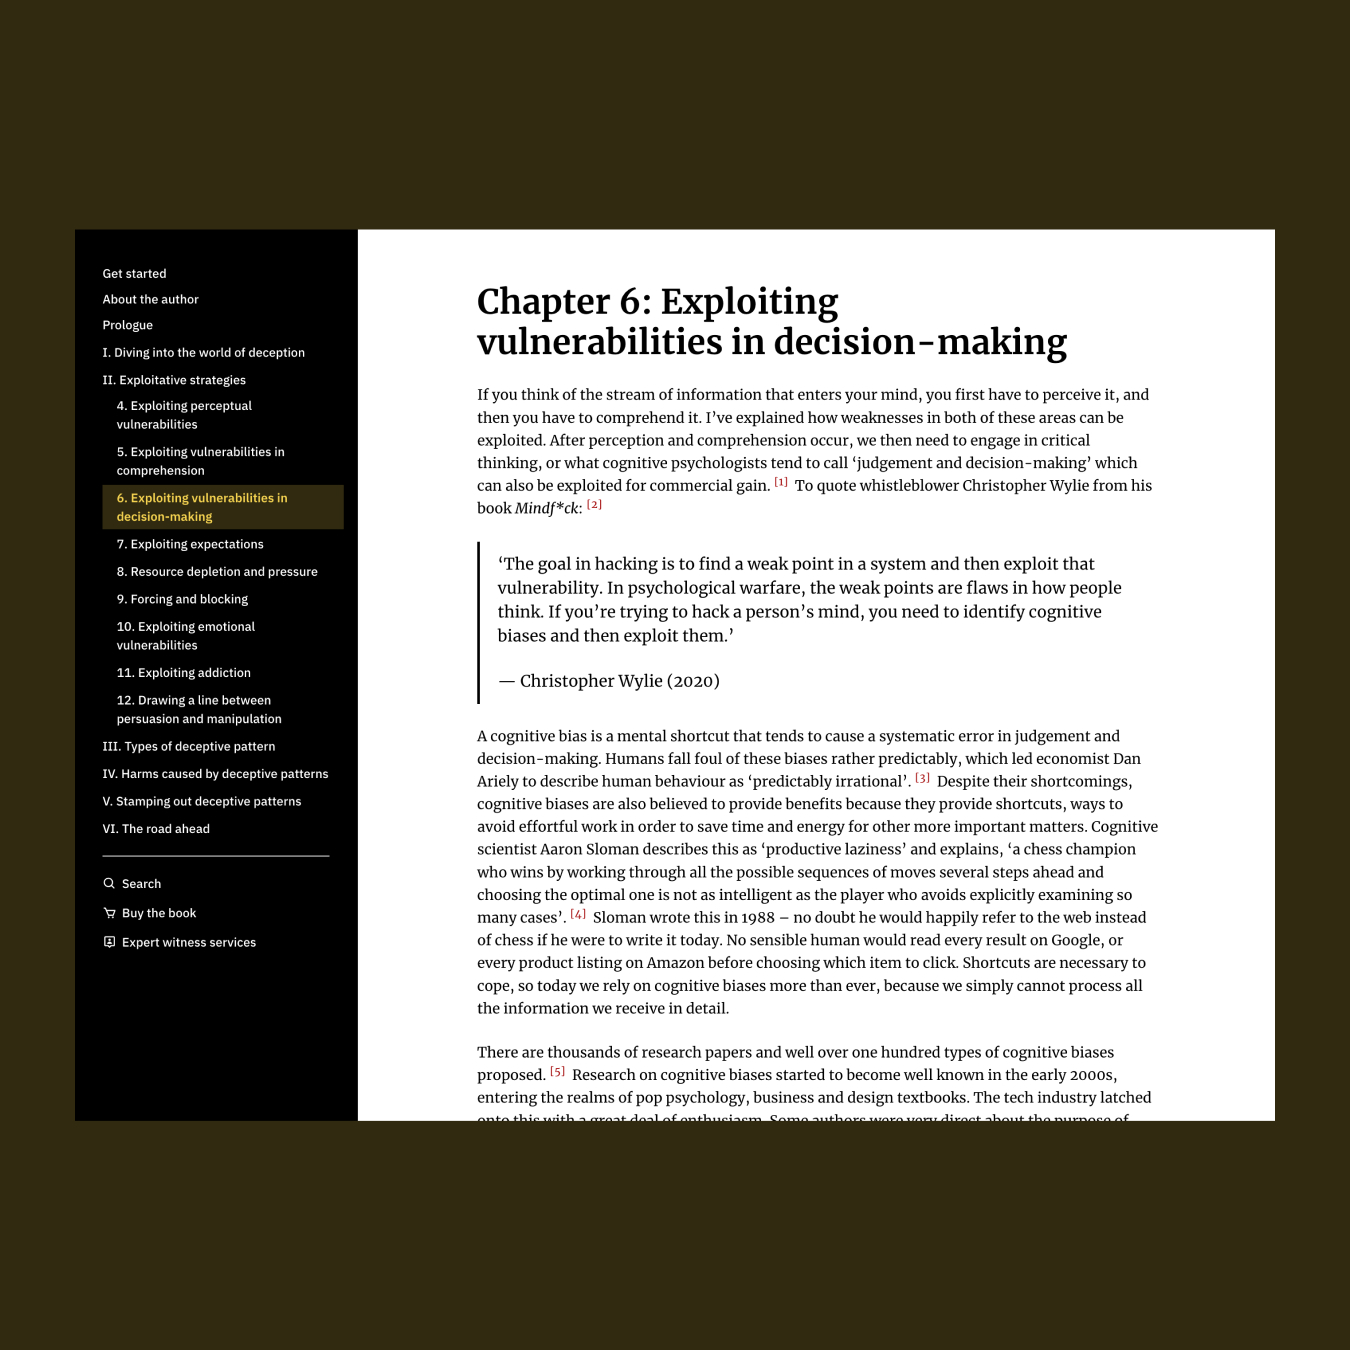 Get started
About the author
Prologue
I. Diving into the world of deception
II. Exploitative strategies
4. Exploiting perceptual
vulnerabilities
5. Exploiting vulnerabilities in
comprehension
6. Exploiting vulnerabilities in
decision-making
7. Exploiting expectations
8. Resource depletion and pressure
9. Forcing and blocking
10. Exploiting emotional
vulnerabilities
11. Exploiting addiction
12. Drawing a line between
persuasion and manipulation
III. Types of deceptive pattern
IV. Harms caused by deceptive patterns
V. Stamping out deceptive patterns
VI. The road ahead
Search
Buy the book
Expert witness services
Chapter 6: Exploiting
vulnerabilities in decision-making
If you think of the stream of information that enters your mind, you first have to perceive it, and
then you have to comprehend it. I’ve explained how weaknesses in both of these areas can be
exploited. After perception and comprehension occur, we then need to engage in critical
thinking, or what cognitive psychologists tend to call ‘judgement and decision-making’ which
can also be exploited for commercial gain. [1] To quote whistleblower Christopher Wylie from his
book Mindf*ck: [2]
‘The goal in hacking is to find a weak point in a system and then exploit that
vulnerability. In psychological warfare, the weak points are flaws in how people
think. If you’re trying to hack a person’s mind, you need to identify cognitive
biases and then exploit them.’
— Christopher Wylie (2020)
A cognitive bias is a mental shortcut that tends to cause a systematic error in judgement and
decision-making. Humans fall foul of these biases rather predictably, which led economist Dan
Ariely to describe human behaviour as ‘predictably irrational’. [3] Despite their shortcomings,
cognitive biases are also believed to provide benefits because they provide shortcuts, ways to
avoid effortful work in order to save time and energy for other more important matters. Cognitive
scientist Aaron Sloman describes this as ‘productive laziness’ and explains, ‘a chess champion
who wins by working through all the possible sequences of moves several steps ahead and
choosing the optimal one is not as intelligent as the player who avoids explicitly examining so
many cases’. [4] Sloman wrote this in 1988 – no doubt he would happily refer to the web instead
of chess if he were to write it today. No sensible human would read every result on Google, or
every product listing on Amazon before choosing which item to click. Shortcuts are necessary to
cope, so today we rely on cognitive biases more than ever, because we simply cannot process all
the information we receive in detail.
There are thousands of research papers and well over one hundred types of cognitive biases
proposed. [5] Research on cognitive biases started to become well known in the early 2000s,
entering the realms of pop psychology, business and design textbooks. The tech industry latched
onto this with a great deal of enthusiasm. Some authors were very direct about the purpose of